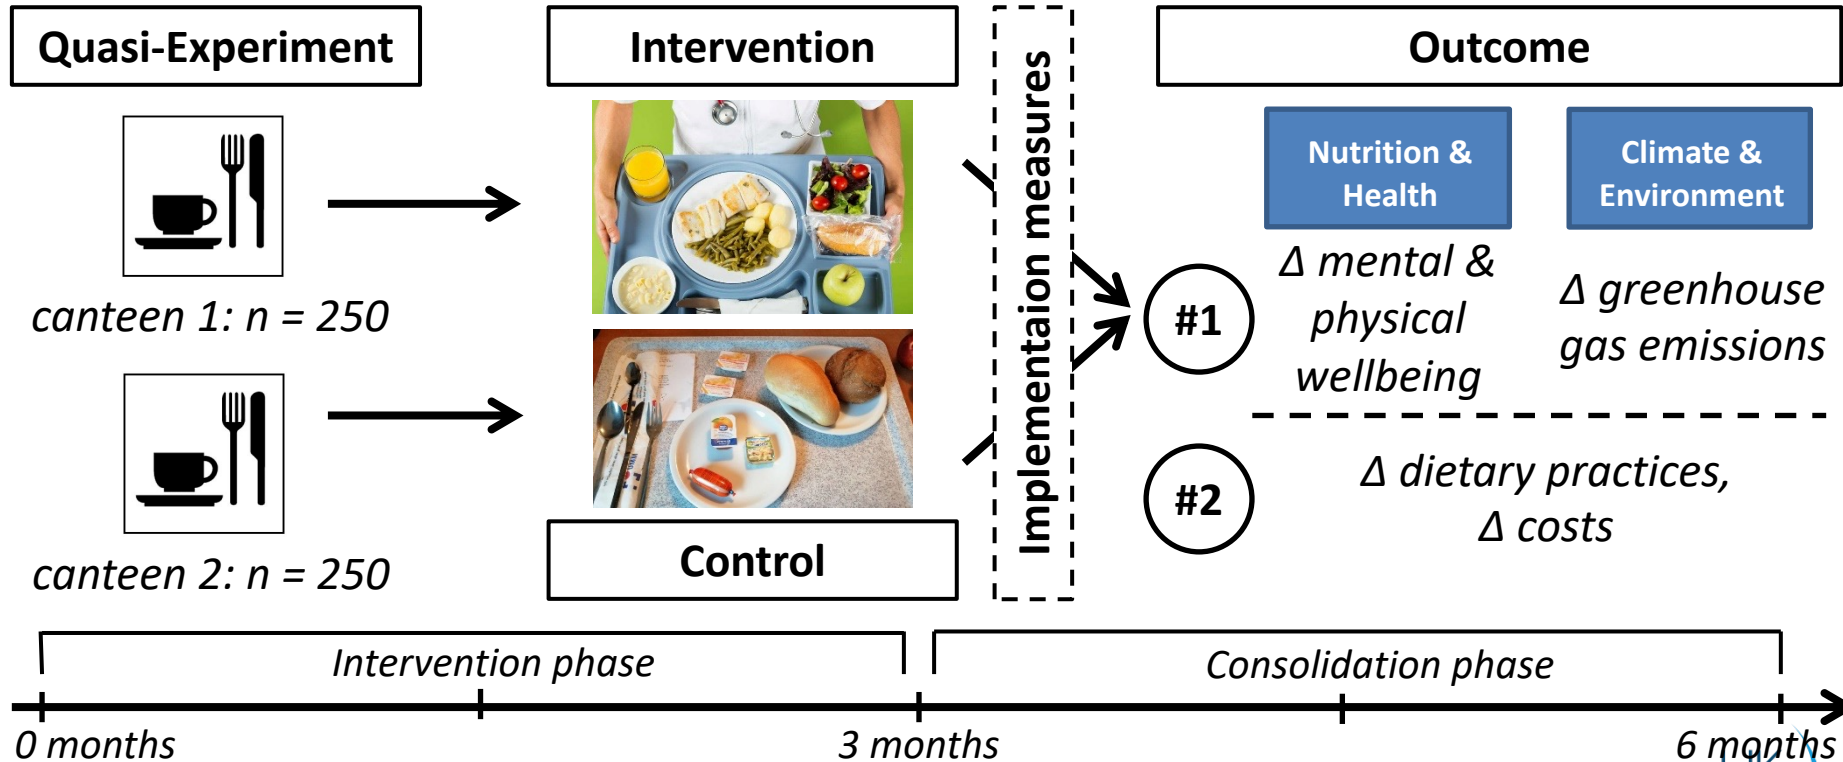 Quasi-Experiment
Intervention
Implementaion measures
Outcome
Nutrition &
Health
Climate &
Environment
canteen 1: n = 250
#1
Δ mental &
physical
wellbeing
Δ greenhouse
gas emissions
canteen 2: n = 250
Control
#2
Δ dietary practices,
Δ costs
Intervention phase
Consolidation phase
0 months
3 months
6 months